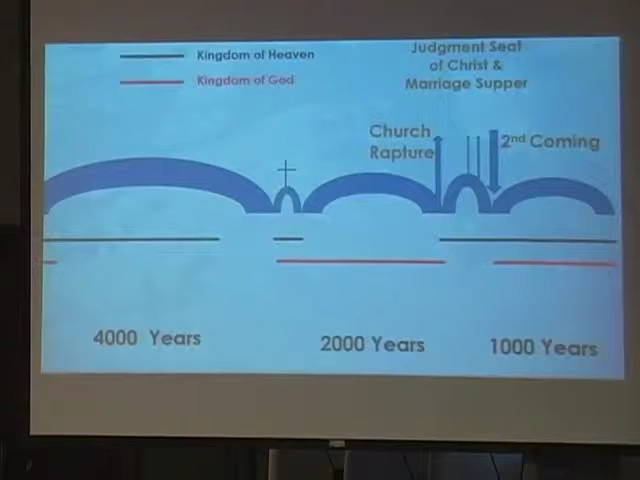 Kingdom of Heaven
Kingdom of God
Judgment Seat
of Christ &
Marriage Supper
Church
Rapture
2nd Coming
4000 Years
2000 Years
1000 Years